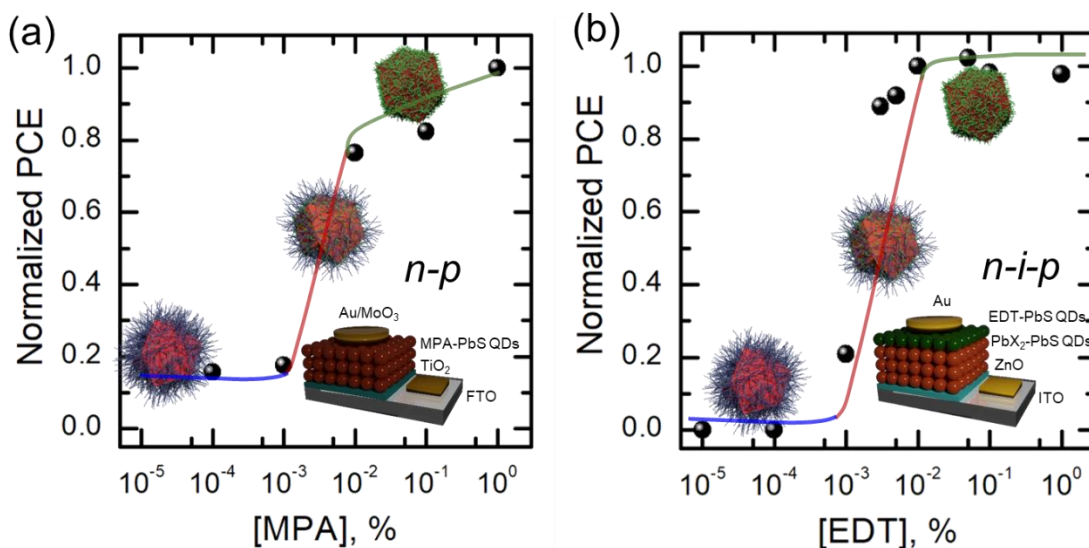 (a)
Normalized PCE
1.0
0.8
0.6
0.4
0.2
0.0
n-p
Au/MoO₃
MPA-PbS QDs
TiO₂
FTO
10⁻⁵ 10⁻⁴ 10⁻³ 10⁻² 10⁻¹ 10⁰
[MPA], %
(b)
Normalized PCE
1.0
0.8
0.6
0.4
0.2
0.0
n-i-p
Au
EDT-PbS QDs
PbX₂-PbS QDs
ZnO
ITO
10⁻⁵ 10⁻⁴ 10⁻³ 10⁻² 10⁻¹ 10⁰
[EDT], %